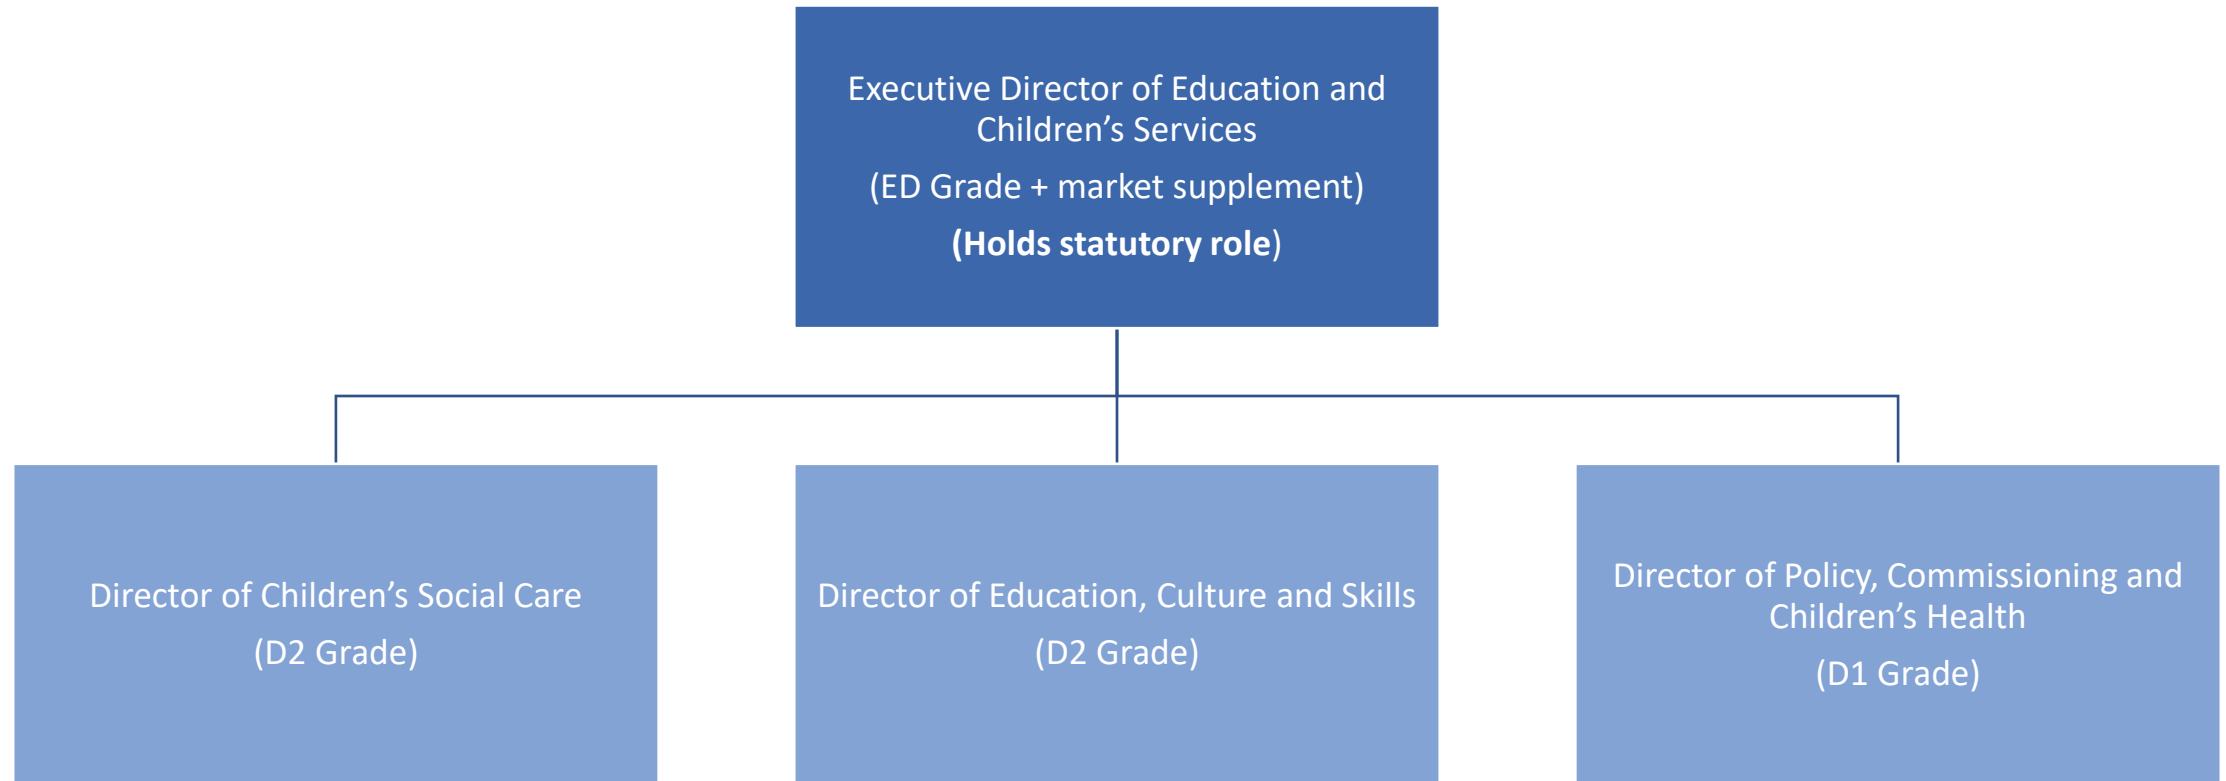 Executive Director of Education and
Children’s Services
(ED Grade + market supplement)
(Holds statutory role)
Director of Children’s Social Care
(D2 Grade)
Director of Education, Culture and Skills
(D2 Grade)
Director of Policy, Commissioning and
Children’s Health
(D1 Grade)